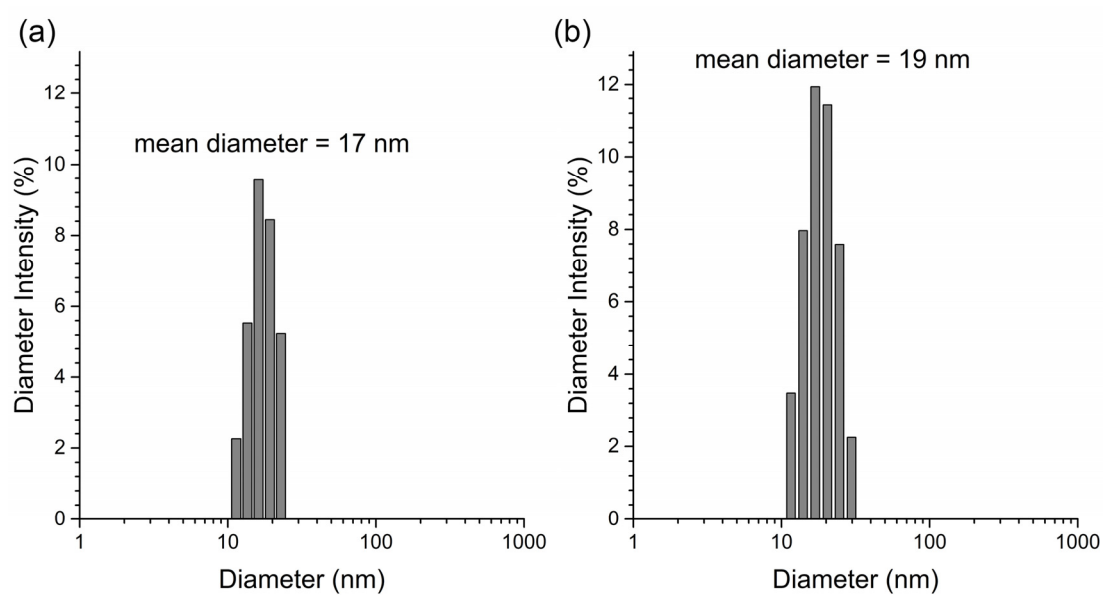 (a)
mean diameter = 17 nm
Diameter Intensity (%)
12
10
8
6
4
2
0
1
10
100
1000
Diameter (nm)
(b)
mean diameter = 19 nm
Diameter Intensity (%)
12
10
8
6
4
2
0
1
10
100
1000
Diameter (nm)